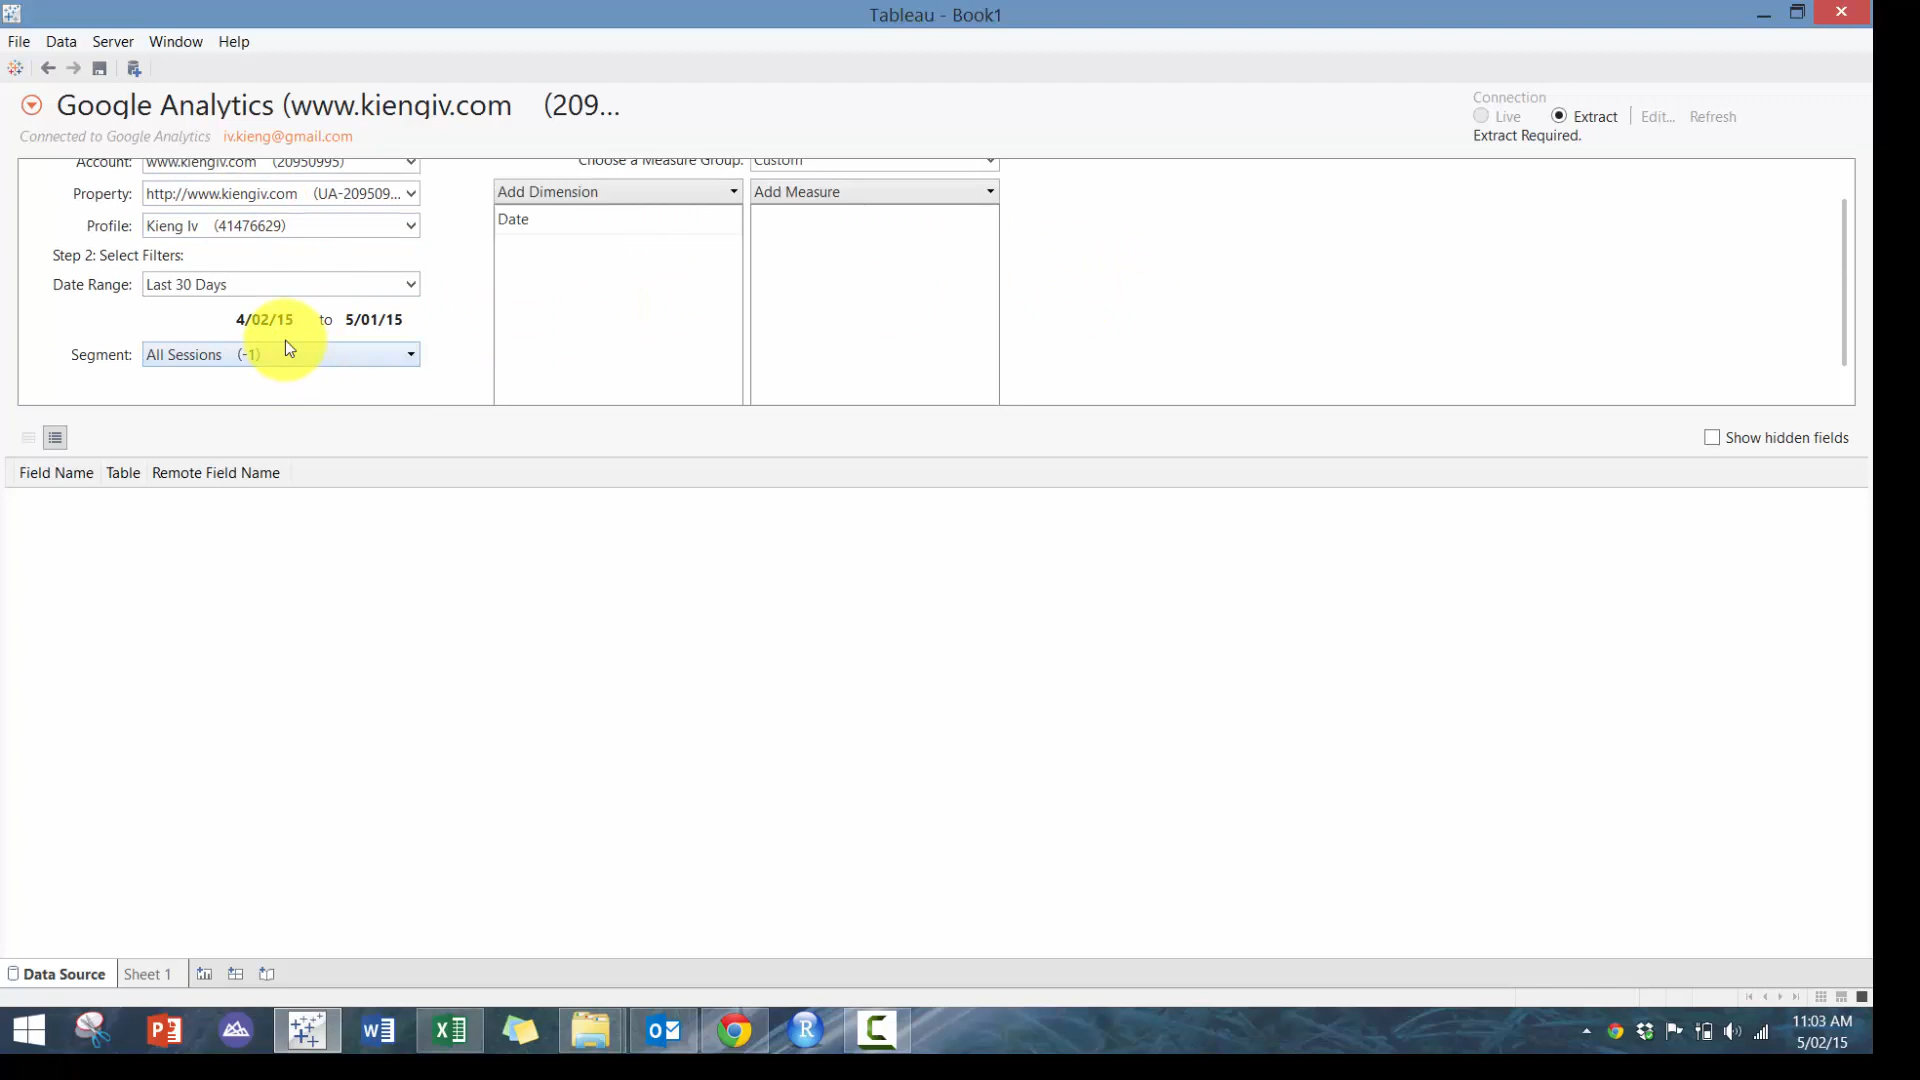 Tableau - Book1
File Data Server Window Help
Google Analytics (www.kiengiv.com (209...
Connected to Google Analytics iv.kieng@gmail.com
Connection
Live Extract Edit... Refresh
Extract Required.
Account: www.kiengiv.com (20950995)
Choose a Measure Group: Custom
Property: http://www.kiengiv.com (UA-209509...
Add Dimension Add Measure
Date
Profile: Kieng Iv (41476629)
Step 2: Select Filters:
Date Range: Last 30 Days
4/02/15 to 5/01/15
Segment: All Sessions (-1)
Show hidden fields
Field Name Table Remote Field Name
Data Source Sheet 1
11:03 AM
5/02/15